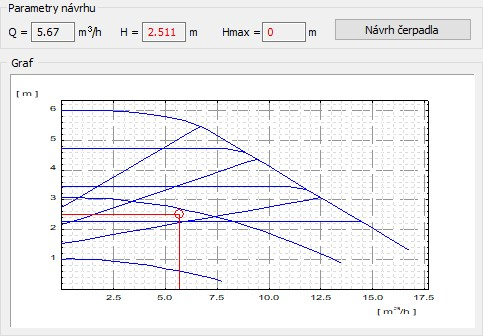 Parametry návrhu
Q = 5.67 m³/h H = 2.511 m Hmax = 0 m Návrh čerpadla
Graf
[ m ]
6
5
4
3
2
1
2.5 5.0 7.5 10.0 12.5 15.0 17.5